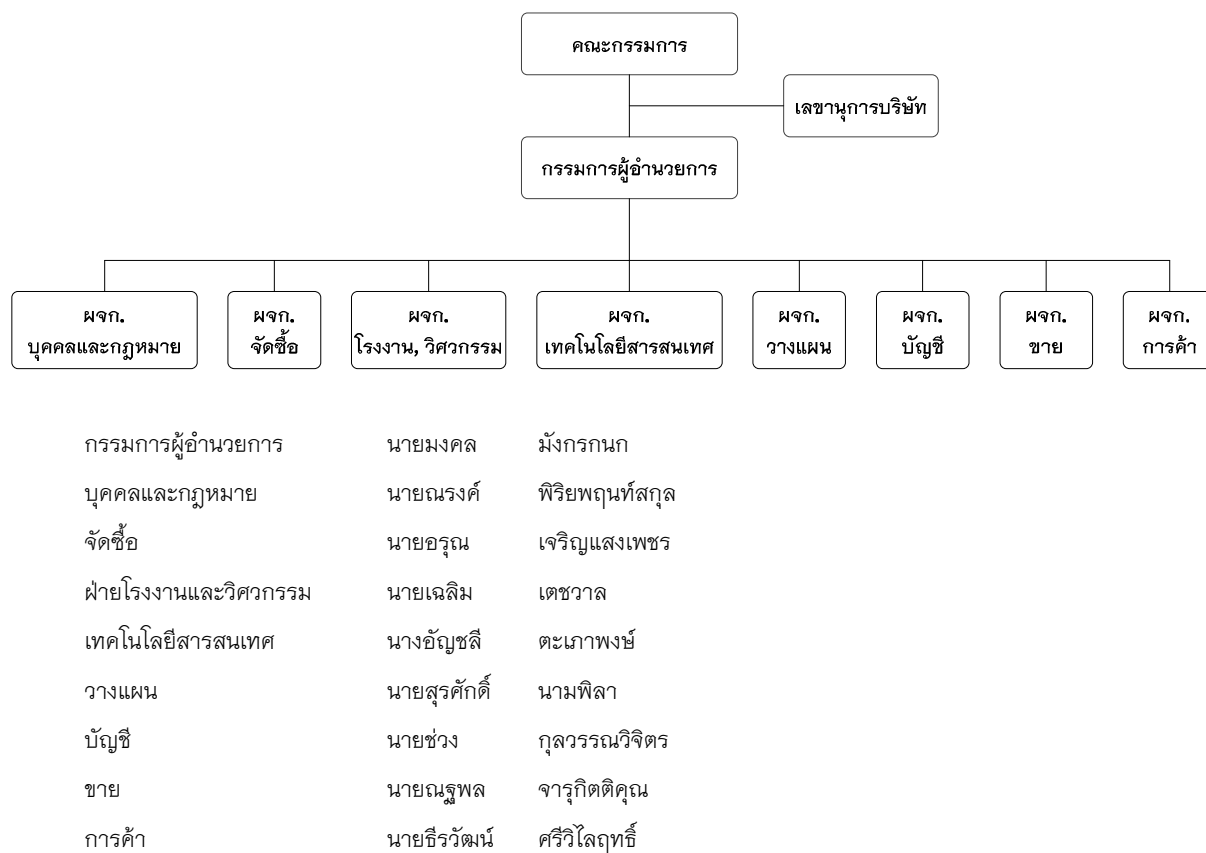 คณะกรรมการ
เลขานุการบริษัท
กรรมการผู้อำนวยการ
ผจก.
บุคคลและกฎหมาย
ผจก.
จัดซื้อ
ผจก.
โรงงาน, วิศวกรรม
ผจก.
เทคโนโลยีสารสนเทศ
ผจก.
วางแผน
ผจก.
บัญชี
ผจก.
ขาย
ผจก.
การค้า
กรรมการผู้อำนวยการ นายมงคล มังกรกนก
บุคคลและกฎหมาย นายณรงค์ พิริยพฤนท์สกุล
จัดซื้อ นายอรุณ เจริญแสงเพชร
ฝ่ายโรงงานและวิศวกรรม นายเฉลิม เตชวาล
เทคโนโลยีสารสนเทศ นางอัญชลี ตะเภาพงษ์
วางแผน นายสุรศักดิ์ นามพิลา
บัญชี นายช่วง กุลวรรณวิจิตร
ขาย นายณฐพล จารุกิตติคุณ
การค้า นายธีรวัฒน์ ศรีวิไลฤทธิ์